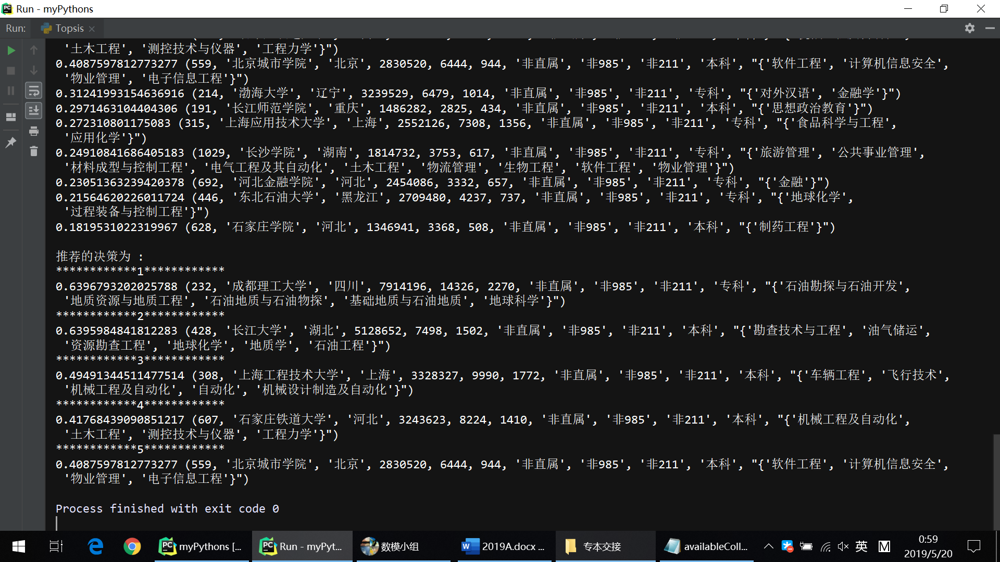 Run - myPythons
Run:
Topsis
'土木工程', '测控技术与仪器', '工程力学'}")
0.4087597812773277 (559, '北京城市学院', '北京', 2830520, 6444, 944, '非直属', '非985', '非211', '本科', "{'软件工程', '计算机信息安全',
'物业管理', '电子信息工程'}")
0.31241993154636916 (214, '渤海大学', '辽宁', 3239529, 6479, 1014, '非直属', '非985', '非211', '专科', "{'对外汉语', '金融学'}")
0.2971463104404306 (191, '长江师范学院', '重庆', 1486282, 2825, 434, '非直属', '非985', '非211', '本科', "{'思想政治教育'}")
0.272310801175083 (315, '上海应用技术大学', '上海', 2552126, 7308, 1356, '非直属', '非985', '非211', '专科', "{'食品科学与工程',
'应用化学'}")
0.24910841686405183 (1029, '长沙学院', '湖南', 1814732, 3753, 617, '非直属', '非985', '非211', '专科', "{'旅游管理', '公共事业管理',
'材料成型与控制工程', '电气工程及其自动化', '土木工程', '物流管理', '生物工程', '软件工程', '物业管理'}")
0.23051363239420378 (692, '河北金融学院', '河北', 2454086, 3332, 657, '非直属', '非985', '非211', '专科', "{'金融'}")
0.21564620226011724 (446, '东北石油大学', '黑龙江', 2709480, 4237, 737, '非直属', '非985', '非211', '专科', "{'地球化学',
'过程装备与控制工程'}")
0.1819531022319967 (628, '石家庄学院', '河北', 1346941, 3368, 508, '非直属', '非985', '非211', '本科', "{'制药工程'}")
推荐的决策为 :
************1************
0.6396793202025788 (232, '成都理工大学', '四川', 7914196, 14326, 2270, '非直属', '非985', '非211', '专科', "{'石油勘探与石油开发',
'地质资源与地质工程', '石油地质与石油物探', '基础地质与石油地质', '地球科学'}")
************2************
0.6395984841812283 (428, '长江大学', '湖北', 5128652, 7498, 1502, '非直属', '非985', '非211', '本科', "{'勘查技术与工程', '油气储运',
'资源勘查工程', '地球化学', '地质学', '石油工程'}")
************3************
0.49491344511477514 (308, '上海工程技术大学', '上海', 3328327, 9990, 1772, '非直属', '非985', '非211', '本科', "{'车辆工程', '飞行技术',
'机械工程及自动化', '自动化', '机械设计制造及自动化'}")
************4************
0.41768439090851217 (607, '石家庄铁道大学', '河北', 3243623, 8224, 1410, '非直属', '非985', '非211', '本科', "{'机械工程及自动化',
'土木工程', '测控技术与仪器', '工程力学'}")
************5************
0.4087597812773277 (559, '北京城市学院', '北京', 2830520, 6444, 944, '非直属', '非985', '非211', '本科', "{'软件工程', '计算机信息安全',
'物业管理', '电子信息工程'}")
Process finished with exit code 0
myPythons [...
Run - myPyt...
数模小组
2019A.docx ...
专本交接
availableColl...
英
M
0:59
2019/5/20